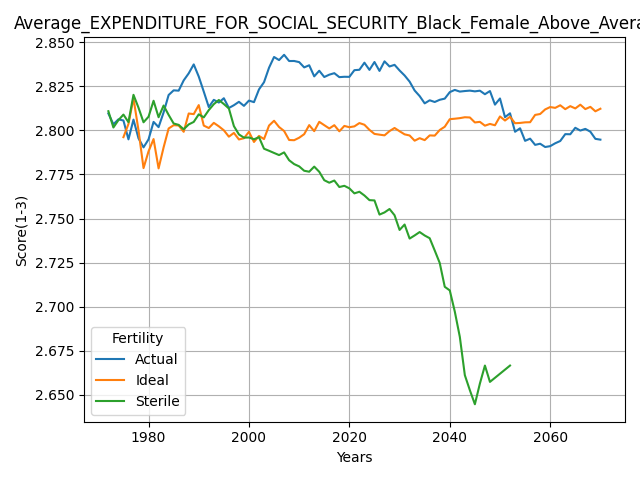 Average_EXPENDITURE_FOR_SOCIAL_SECURITY_Black_Female_Above_Avera
2.850
2.825
2.800
2.775
2.750
2.725
2.700
2.675
2.650
Score(1-3)
Fertility
Actual
Ideal
Sterile
1980 2000 2020 2040 2060
Years